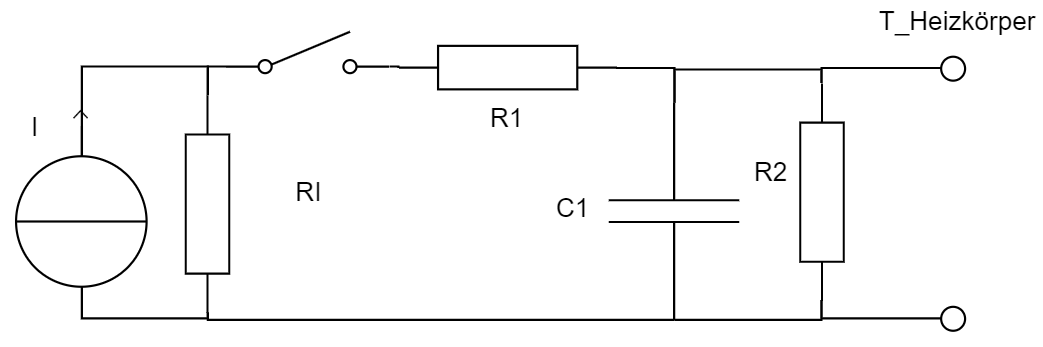 T_Heizkörper
I
R1
RI
R2
C1